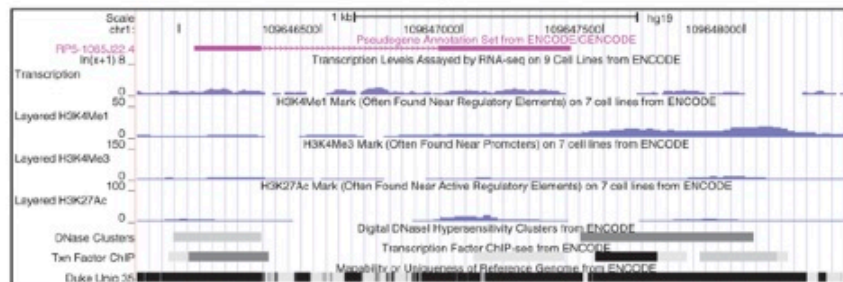 Scale 1 kb hg19
chr1: 109646500 109647000 109647500 109648000
Pseudogene Annotation Set from ENCODE/GENCODE
RP5-1065J22.4
Transcription Levels Assayed by RNA-seq on 9 Cell Lines from ENCODE
ln(x+1) 8
Transcription
0
H3K4Me1 Mark (Often Found Near Regulatory Elements) on 7 cell lines from ENCODE
50
Layered H3K4Me1
0
H3K4Me3 Mark (Often Found Near Promoters) on 7 cell lines from ENCODE
150
Layered H3K4Me3
0
H3K27Ac Mark (Often Found Near Active Regulatory Elements) on 7 cell lines from ENCODE
100
Layered H3K27Ac
0
Digital DNaseI Hypersensitivity Clusters from ENCODE
DNase Clusters
Transcription Factor ChIP-seq from ENCODE
Txn Factor ChIP
Mapability or Uniqueness of Reference Genome from ENCODE
Duke Uniq 35